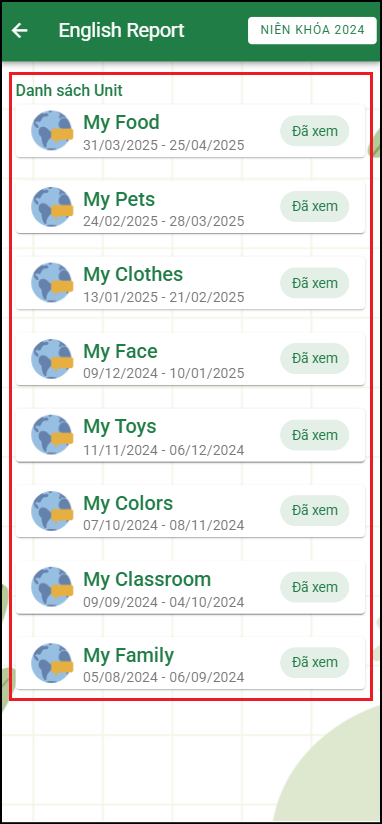 English Report
NIÊN KHÓA 2024
Danh sách Unit
My Food
31/03/2025 - 25/04/2025
Đã xem
My Pets
24/02/2025 - 28/03/2025
Đã xem
My Clothes
13/01/2025 - 21/02/2025
Đã xem
My Face
09/12/2024 - 10/01/2025
Đã xem
My Toys
11/11/2024 - 06/12/2024
Đã xem
My Colors
07/10/2024 - 08/11/2024
Đã xem
My Classroom
09/09/2024 - 04/10/2024
Đã xem
My Family
05/08/2024 - 06/09/2024
Đã xem